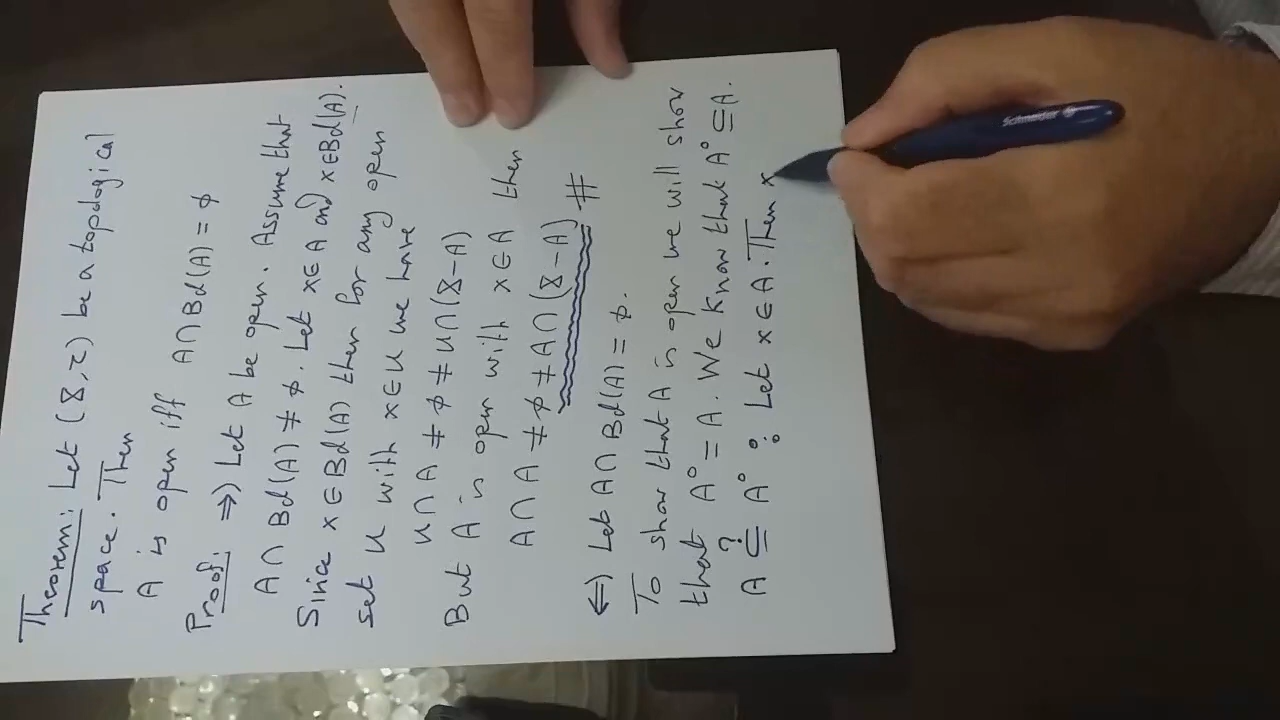 Theorem: Let (X,τ) be a topological
space. Then
A is open iff A∩Bd(A) = ϕ
Proof: ⇒) Let A be open. Assume that
A∩Bd(A) ≠ ϕ. Let x∈A and x∈Bd(A).
Since x∈Bd(A) then for any open
set U with x∈U we have
U∩A ≠ ϕ ≠ U∩(X-A)
But A is open with x∈A then
A∩A ≠ ϕ ≠ A∩(X-A) #
⇐) Let A∩Bd(A) = ϕ.
To show that A is open we will show
that A° = A. We know that A° ⊆ A.
A ⊆? A° : Let x∈A. Then x
Schneider